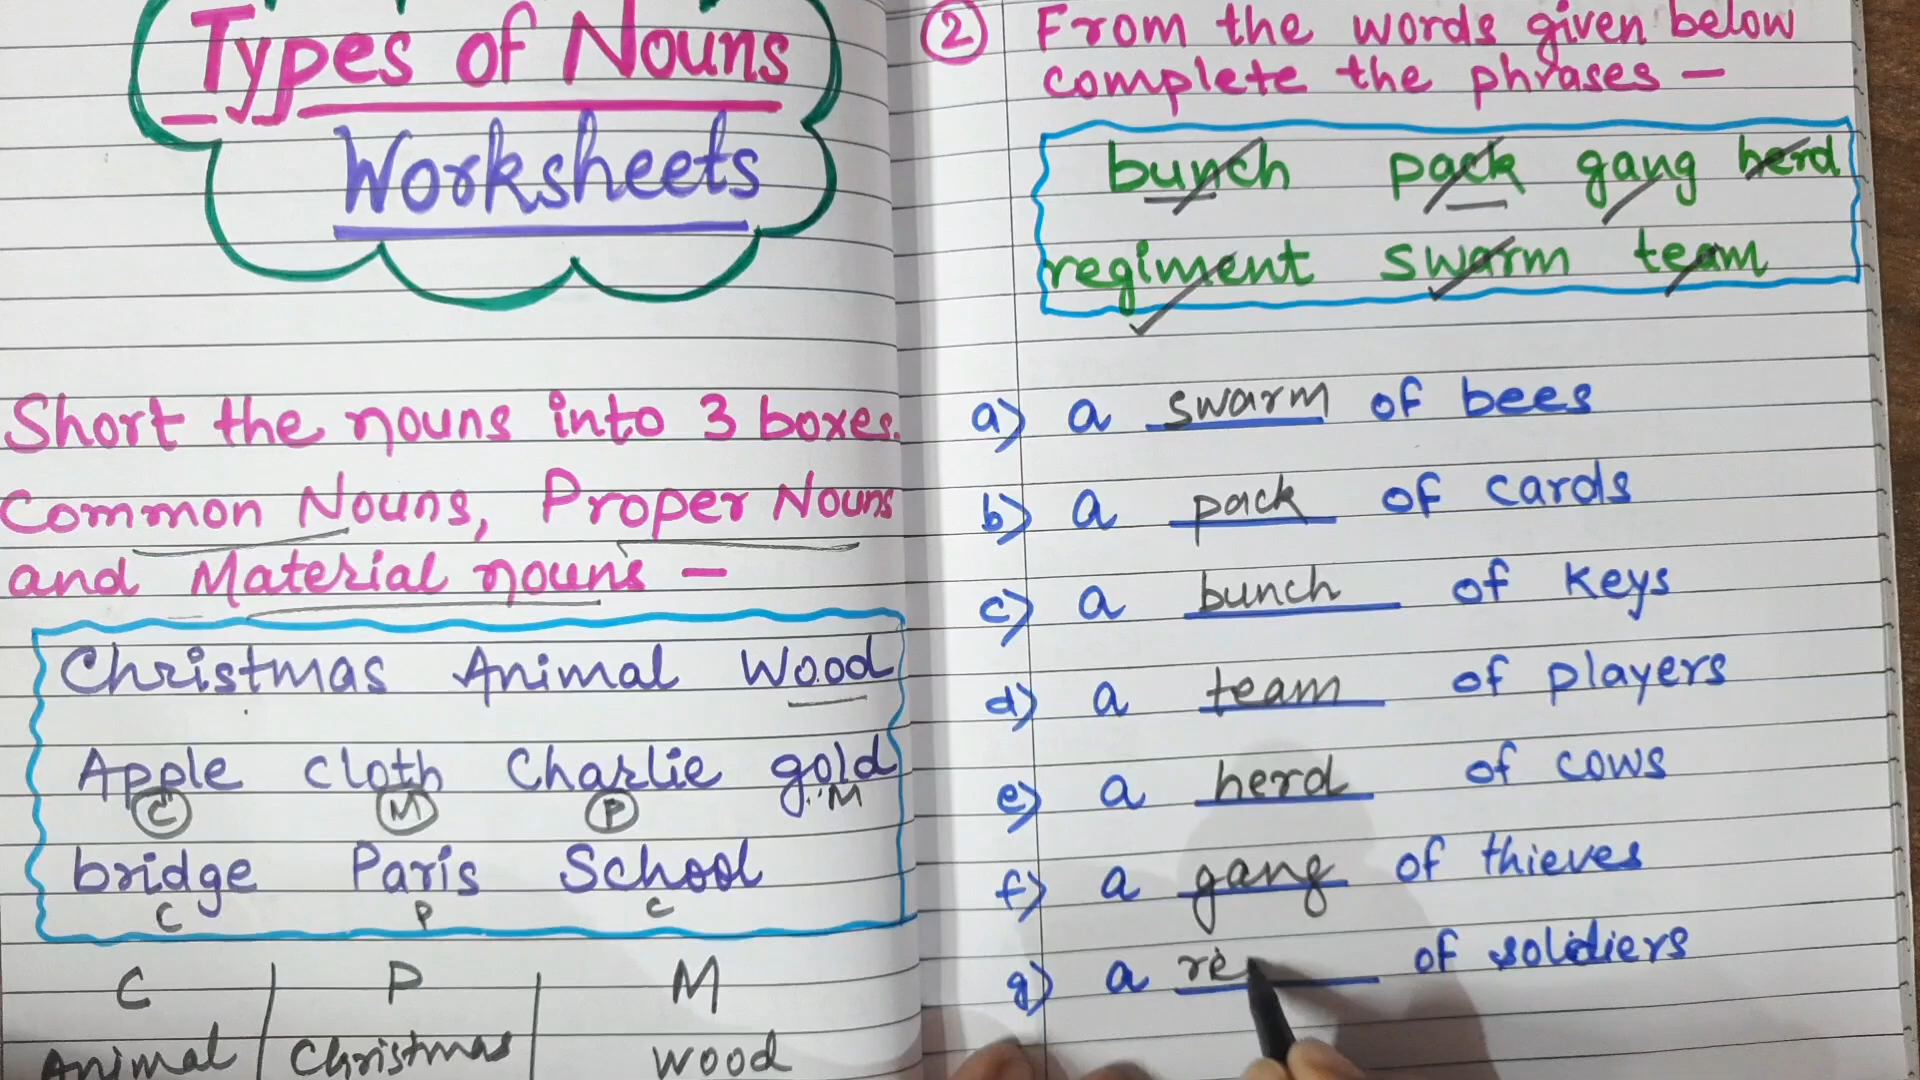 Types of Nouns
Worksheets
Short the nouns into 3 boxes.
Common Nouns, Proper Nouns
and Material nouns –
Christmas Animal Wood
Apple cloth Charlie gold
C M P M
bridge Paris School
C P C
C P M
Animal Christmas Wood
2 From the words given below
complete the phrases –
bunch pack gang herd
regiment swarm team
a) a swarm of bees
b) a pack of cards
c) a bunch of keys
d) a team of players
e) a herd of cows
f) a gang of thieves
g) a re of soldiers